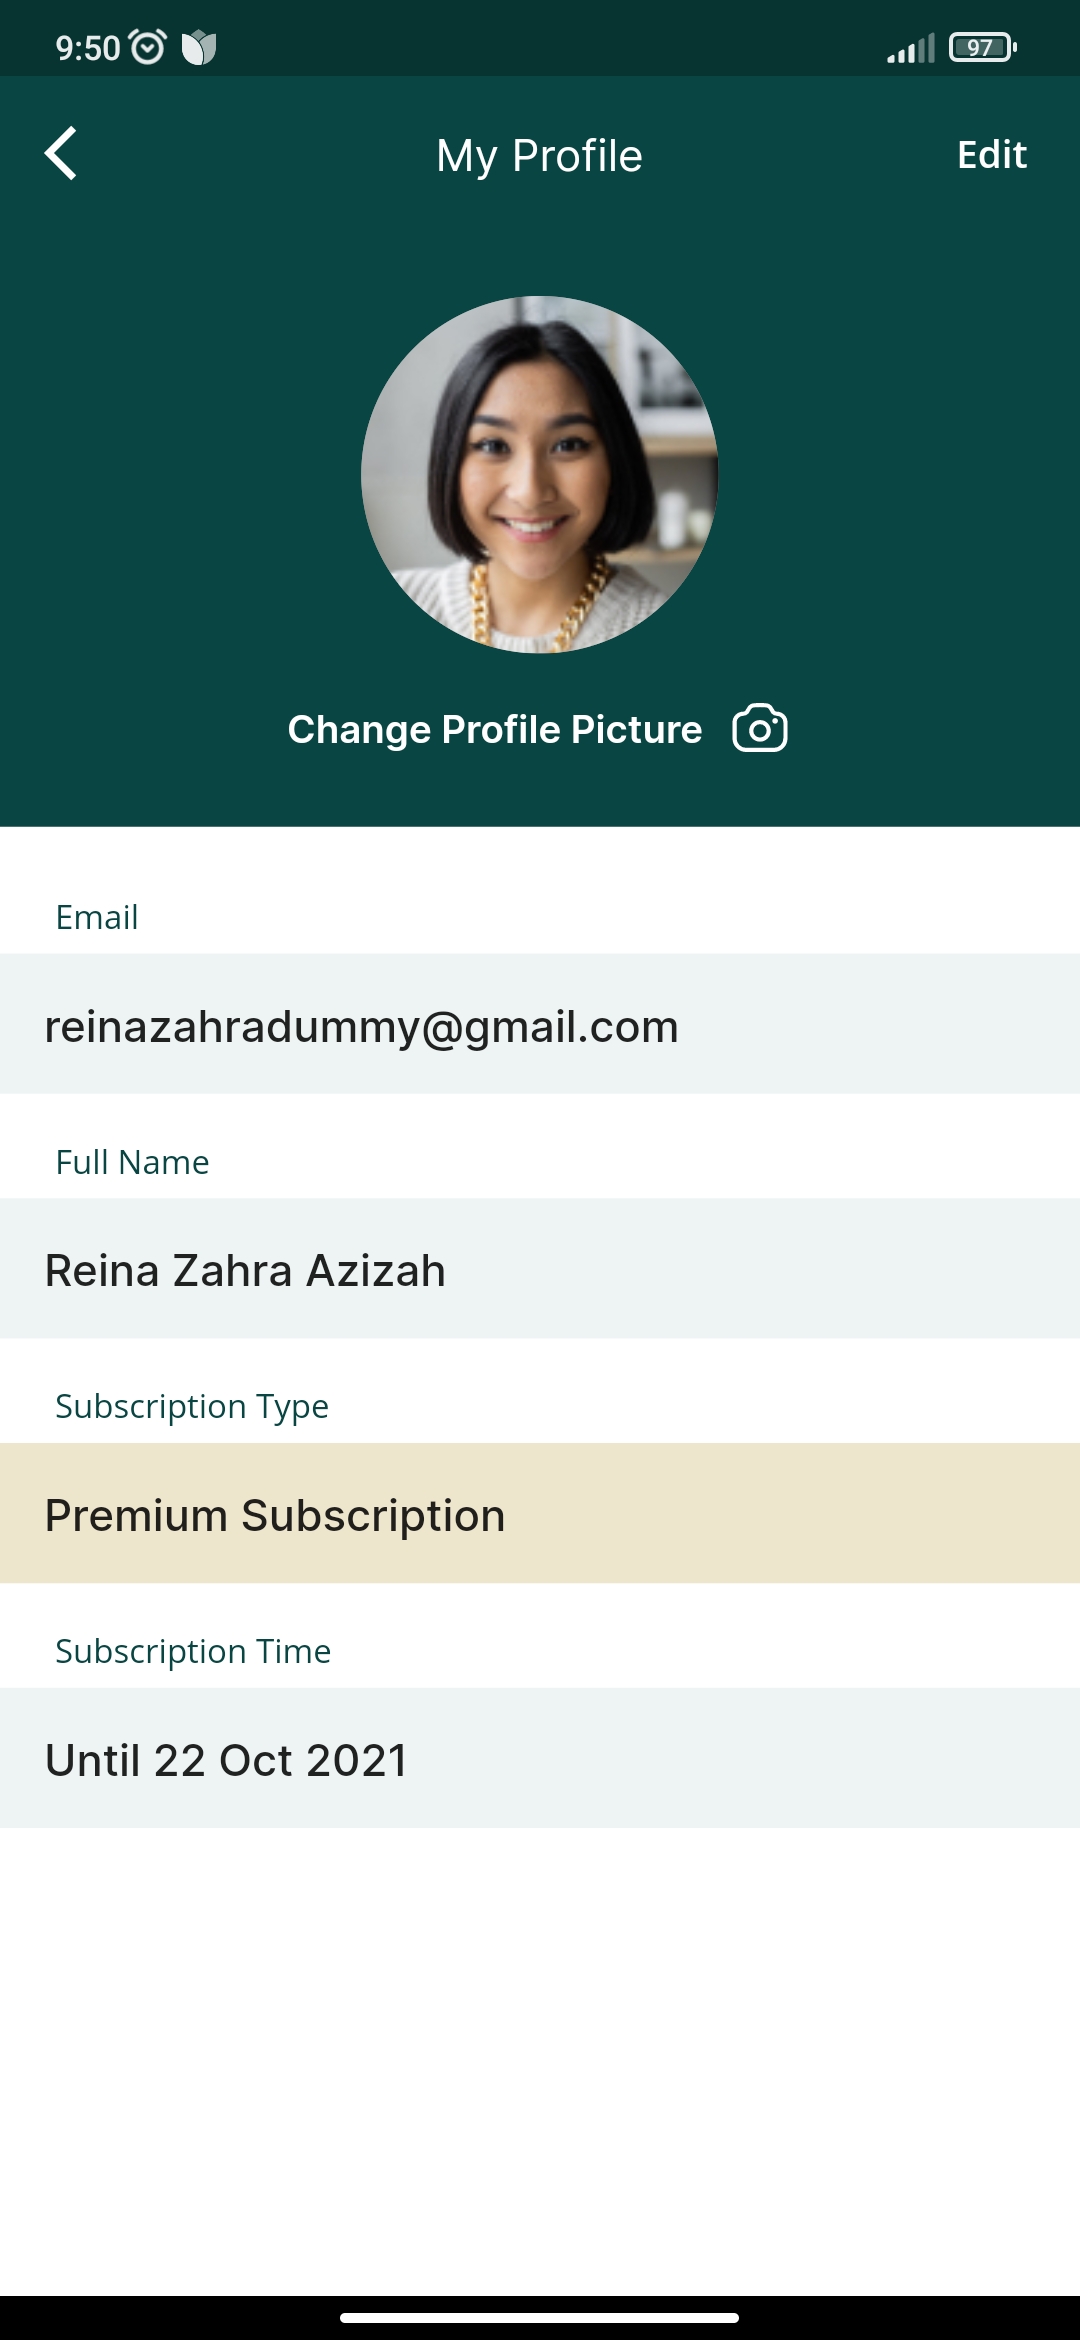 9:50
97
My Profile
Edit
Change Profile Picture
Email
reinazahradummy@gmail.com
Full Name
Reina Zahra Azizah
Subscription Type
Premium Subscription
Subscription Time
Until 22 Oct 2021